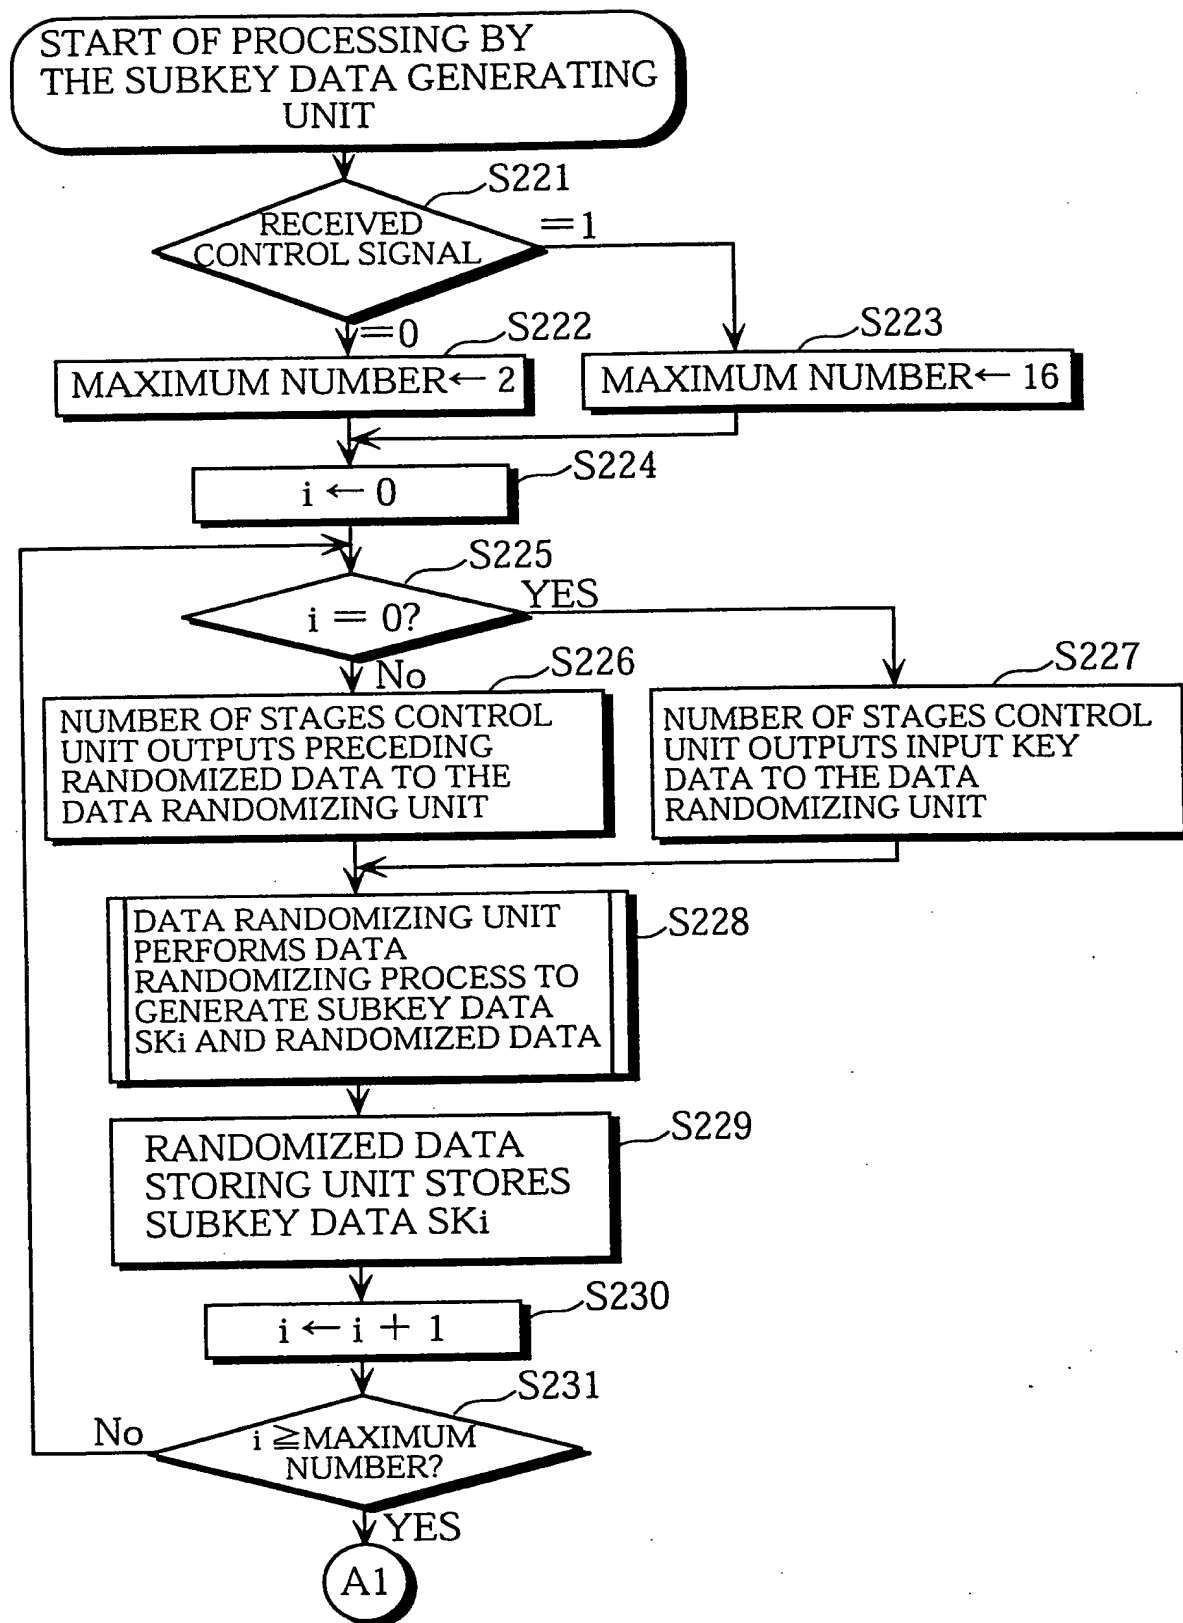 START OF PROCESSING BY
THE SUBKEY DATA GENERATING
UNIT
S221
RECEIVED
CONTROL SIGNAL
=1
=0
S222
MAXIMUM NUMBER← 2
S223
MAXIMUM NUMBER← 16
S224
i ← 0
S225
i = 0?
YES
No
S226
NUMBER OF STAGES CONTROL
UNIT OUTPUTS PRECEDING
RANDOMIZED DATA TO THE
DATA RANDOMIZING UNIT
S227
NUMBER OF STAGES CONTROL
UNIT OUTPUTS INPUT KEY
DATA TO THE DATA
RANDOMIZING UNIT
DATA RANDOMIZING UNIT
PERFORMS DATA
RANDOMIZING PROCESS TO
GENERATE SUBKEY DATA
SKi AND RANDOMIZED DATA
S228
RANDOMIZED DATA
STORING UNIT STORES
SUBKEY DATA SKi
S229
S230
i ← i + 1
S231
No
i ≧MAXIMUM
NUMBER?
YES
A1